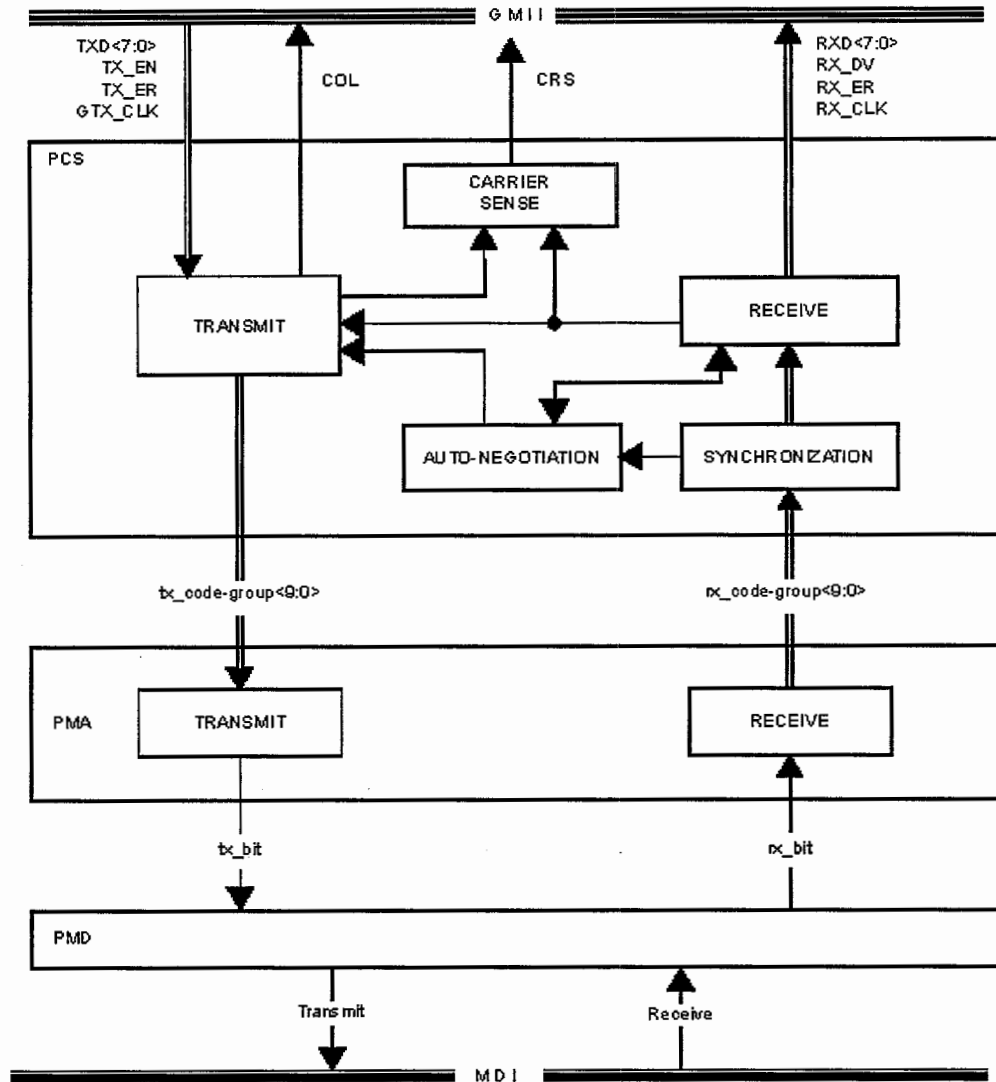 GMII
TXD<7:0>
TX_EN
TX_ER
GTX_CLK
COL
CRS
RXD<7:0>
RX_DV
RX_ER
RX_CLK
PCS
CARRIER
SENSE
TRANSMIT
RECEIVE
AUTO-NEGOTIATION
SYNCHRONIZATION
tx_code-group<9:0>
rx_code-group<9:0>
PMA
TRANSMIT
RECEIVE
tx_bit
rx_bit
PMD
Transmit
Receive
MDI